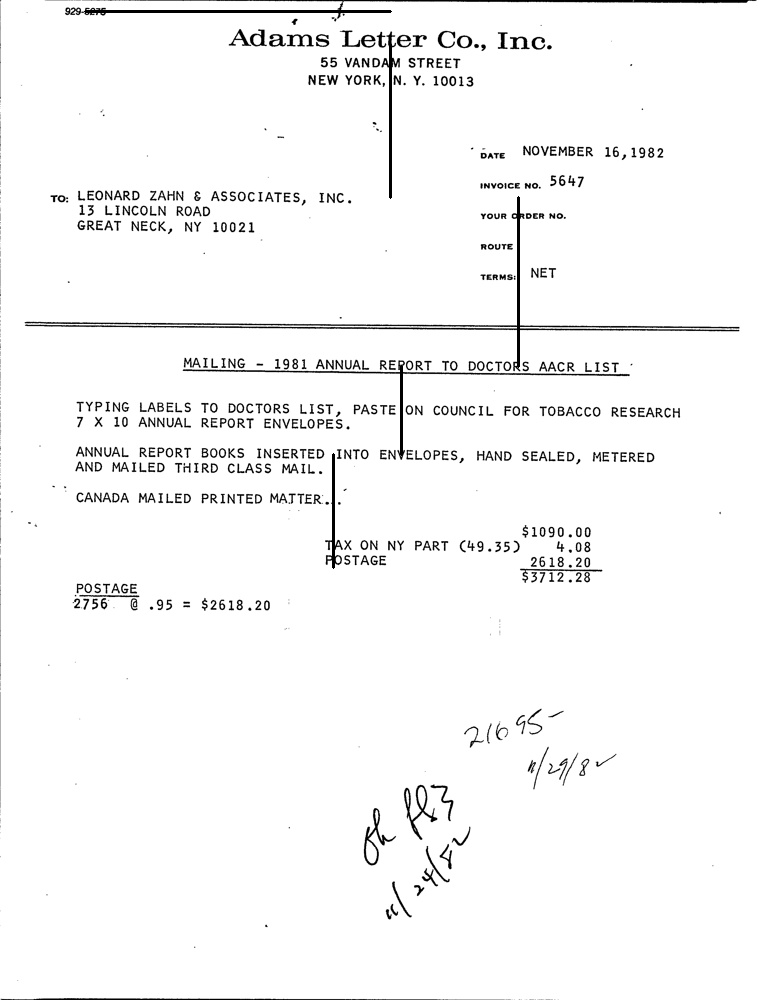 929-5275
Adams Letter Co., Inc.
55 VANDAM STREET
NEW YORK, N. Y. 10013
DATE NOVEMBER 16,1982
INVOICE NO. 5647
TO: LEONARD ZAHN & ASSOCIATES, INC.
13 LINCOLN ROAD
GREAT NECK, NY 10021
YOUR ORDER NO.
ROUTE
TERMS: NET
MAILING - 1981 ANNUAL REPORT TO DOCTORS AACR LIST
TYPING LABELS TO DOCTORS LIST, PASTE ON COUNCIL FOR TOBACCO RESEARCH
7 X 10 ANNUAL REPORT ENVELOPES.
ANNUAL REPORT BOOKS INSERTED INTO ENVELOPES, HAND SEALED, METERED
AND MAILED THIRD CLASS MAIL.
CANADA MAILED PRINTED MATTER...
$1090.00
TAX ON NY PART (49.35) 4.08
POSTAGE 2618.20
$3712.28
POSTAGE
2756 @ .95 = $2618.20
21695
11/29/82
ok
11/24/82